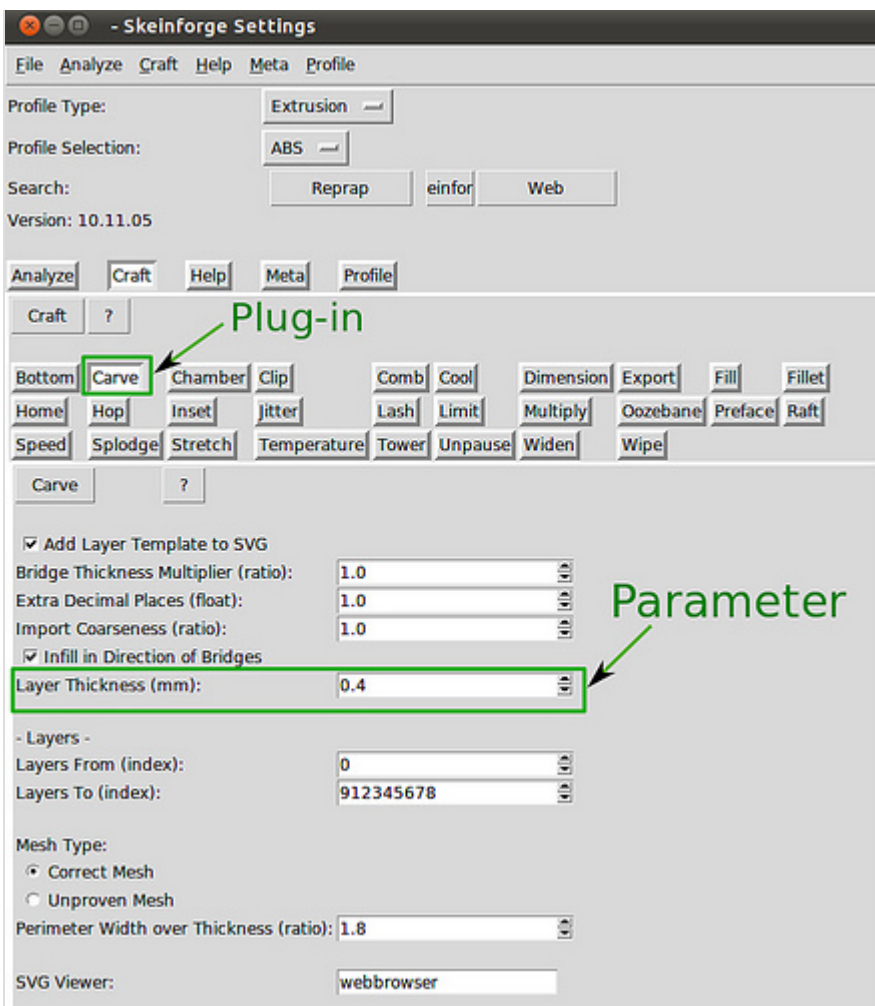 - Skeinforge Settings
File Analyze Craft Help Meta Profile
Profile Type: Extrusion
Profile Selection: ABS
Search: Reprap einfor Web
Version: 10.11.05
Analyze Craft Help Meta Profile
Craft ? Plug-in
Bottom Carve Chamber Clip Comb Cool Dimension Export Fill Fillet
Home Hop Inset Jitter Lash Limit Multiply Oozebane Preface Raft
Speed Splodge Stretch Temperature Tower Unpause Widen Wipe
Carve ?
Add Layer Template to SVG
Bridge Thickness Multiplier (ratio): 1.0
Extra Decimal Places (float): 1.0
Parameter
Import Coarseness (ratio): 1.0
Infill in Direction of Bridges
Layer Thickness (mm): 0.4
- Layers -
Layers From (index): 0
Layers To (index): 912345678
Mesh Type:
Correct Mesh
Unproven Mesh
Perimeter Width over Thickness (ratio): 1.8
SVG Viewer: webbrowser